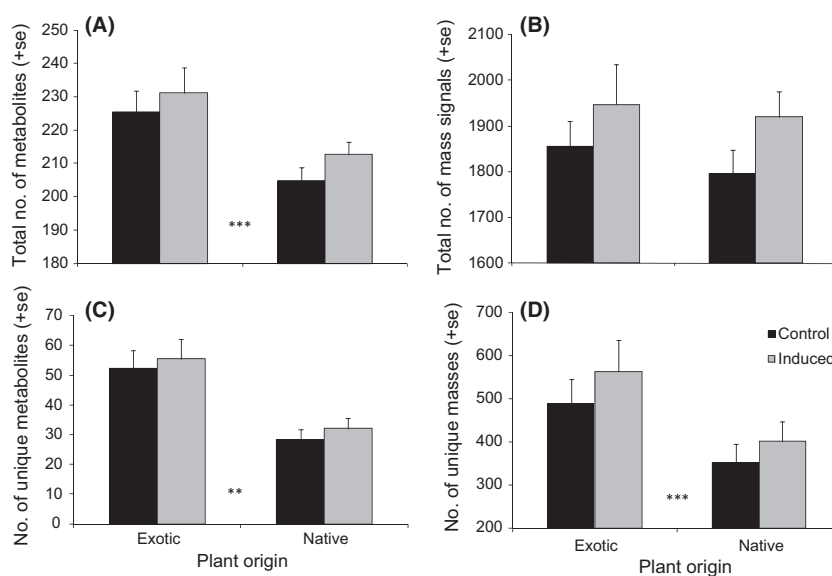 (A)
Total no. of metabolites (+se)
250
240
230
220
210
200
190
180
***
(B)
Total no. of mass signals (+se)
2100
2000
1900
1800
1700
1600
(C)
No. of unique metabolites (+se)
70
60
50
40
30
20
10
0
**
Exotic
Native
Plant origin
(D)
No. of unique masses (+se)
700
600
500
400
300
200
Control
Induced
***
Exotic
Native
Plant origin